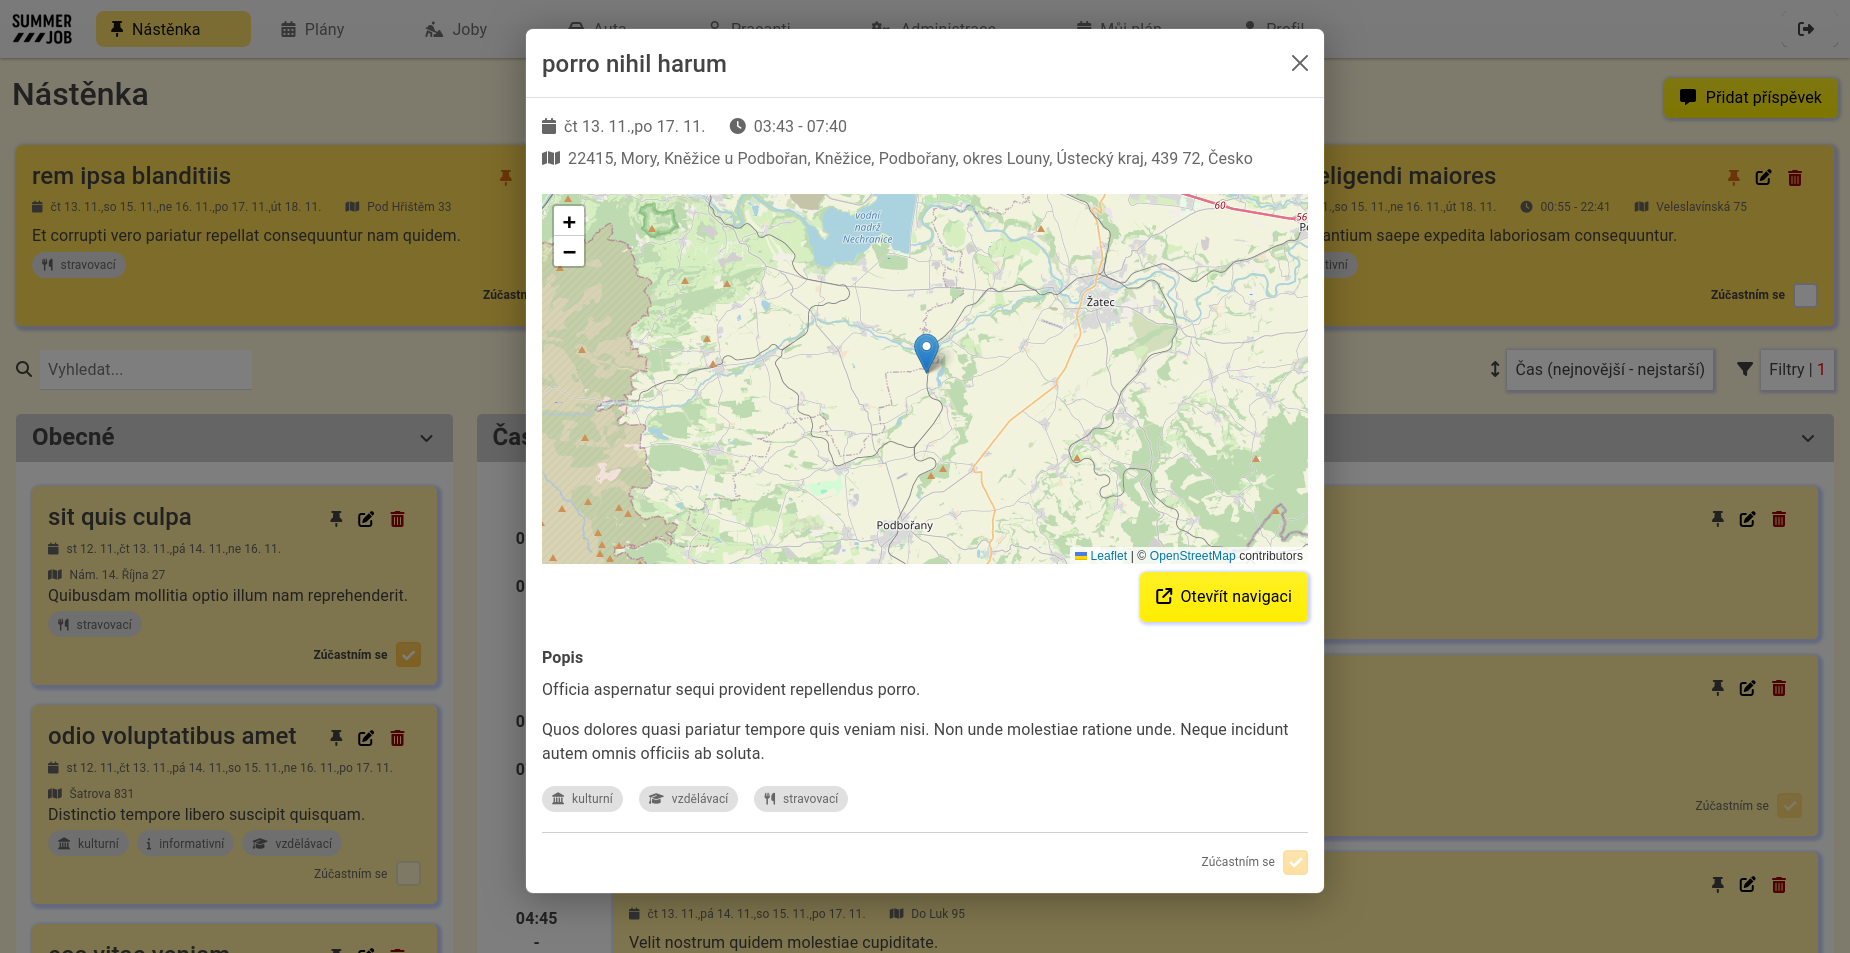 SUMMER
JOB
Nástěnka
Plány
Joby
Auta
Pracanti
Administrace
Můj plán
Profil
Nástěnka
Přidat příspěvek
rem ipsa blanditiis
čt 13. 11.,so 15. 11.,ne 16. 11.,po 17. 11.,út 18. 11. Pod Hřištěm 33
Et corrupti vero pariatur repellat consequuntur nam quidem.
stravovací
Zúčastn
eligendi maiores
1.,so 15. 11.,ne 16. 11.,út 18. 11. 00:55 - 22:41 Veleslavínská 75
antium saepe expedita laboriosam consequuntur.
tivní
Zúčastním se
Vyhledat...
Čas (nejnovější - nejstarší)
Filtry | 1
Obecné
Čas
sit quis culpa
st 12. 11.,čt 13. 11.,pá 14. 11.,ne 16. 11.
Nám. 14. Října 27
Quibusdam mollitia optio illum nam reprehenderit.
stravovací
Zúčastním se
odio voluptatibus amet
st 12. 11.,čt 13. 11.,pá 14. 11.,so 15. 11.,ne 16. 11.,po 17. 11.
Šatrova 831
Distinctio tempore libero suscipit quisquam.
kulturní informativní vzdělávací
Zúčastním se
Zúčastním se
04:45
-
čt 13. 11.,pá 14. 11.,so 15. 11.,po 17. 11. Do Luk 95
Velit nostrum quidem molestiae cupiditate.
porro nihil harum
čt 13. 11.,po 17. 11. 03:43 - 07:40
22415, Mory, Kněžice u Podbořan, Kněžice, Podbořany, okres Louny, Ústecký kraj, 439 72, Česko
+
−
vodní
nádrž
Nechranice
60
56
Žatec
Podbořany
Leaflet | © OpenStreetMap contributors
Otevřít navigaci
Popis
Officia aspernatur sequi provident repellendus porro.
Quos dolores quasi pariatur tempore quis veniam nisi. Non unde molestiae ratione unde. Neque incidunt
autem omnis officiis ab soluta.
kulturní vzdělávací stravovací
Zúčastním se